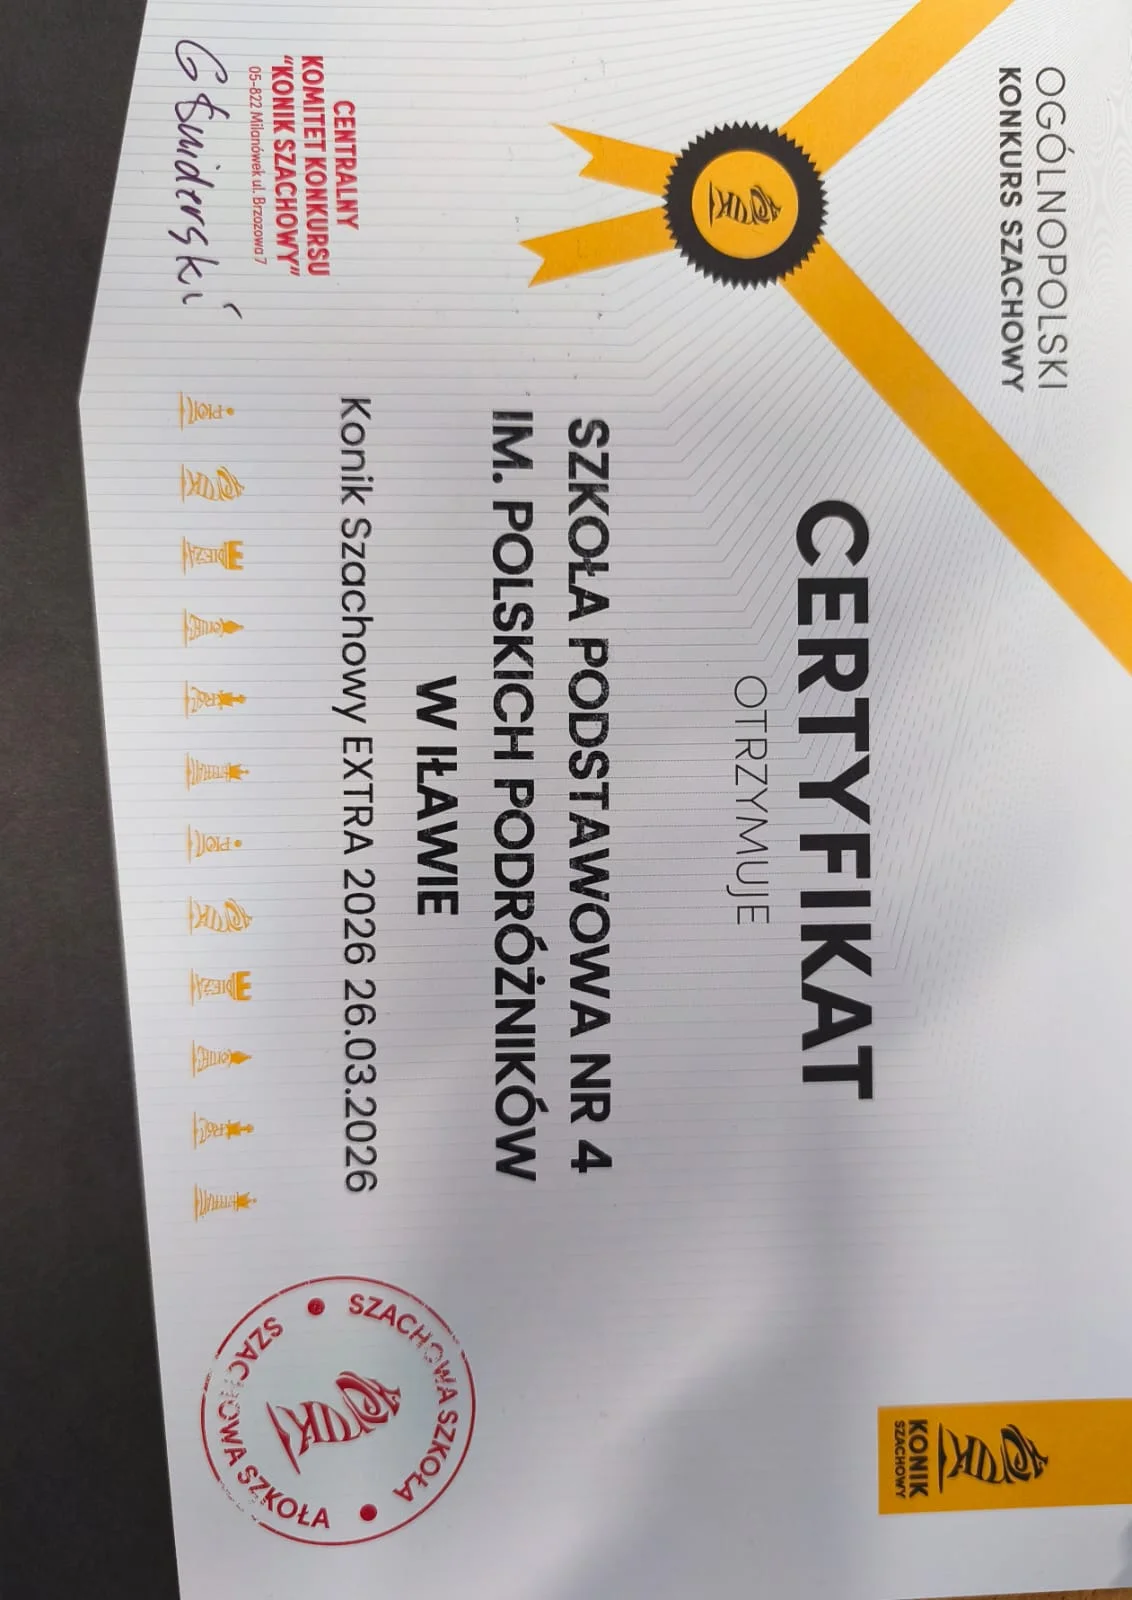 OGÓLNOPOLSKI
KONKURS SZACHOWY
CERTYFIKAT
OTRZYMUJE
SZKOŁA PODSTAWOWA NR 4
IM. POLSKICH PODRÓŻNIKÓW
W IŁAWIE
Konik Szachowy EXTRA 2026 26.03.2026
CENTRALNY
KOMITET KONKURSU
"KONIK SZACHOWY"
05-822 Milanówek ul. Brzozowa 7
KONIK
SZACHOWY
SZACHOWA SZKOŁA
SZACHOWA SZKOŁA